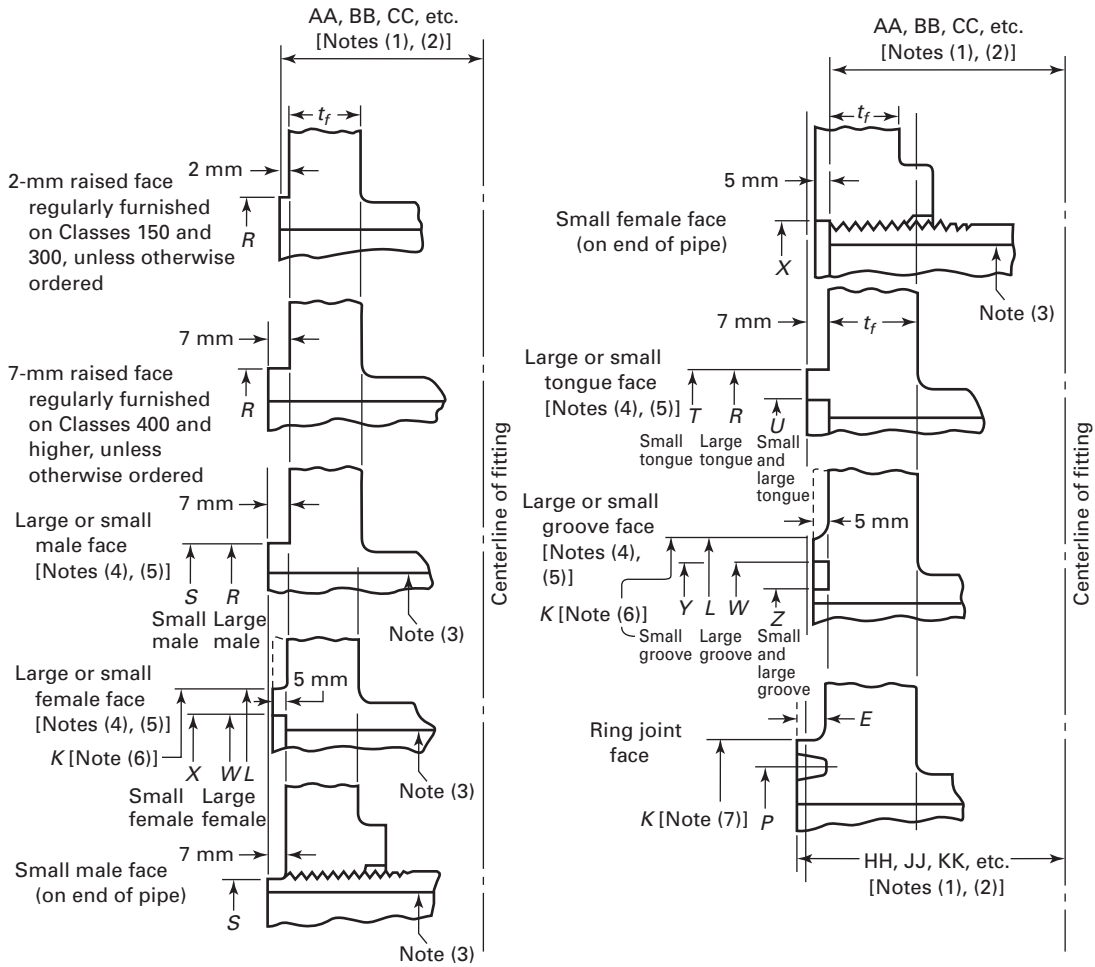 AA, BB, CC, etc.
[Notes (1), (2)]
t_f
2 mm
2-mm raised face
regularly furnished
on Classes 150 and
300, unless otherwise
ordered
R
7 mm
7-mm raised face
regularly furnished
on Classes 400 and
higher, unless
otherwise ordered
R
7 mm
Large or small
male face
[Notes (4), (5)]
S R
Small Large
male male
Note (3)
Large or small
female face
[Notes (4), (5)]
5 mm
K [Note (6)]
X W L
Small Large
female female
Note (3)
7 mm
Small male face
(on end of pipe)
S
Note (3)
Centerline of fitting
AA, BB, CC, etc.
[Notes (1), (2)]
t_f
5 mm
Small female face
(on end of pipe)
X
Note (3)
7 mm
t_f
Large or small
tongue face
[Notes (4), (5)]
T R U
Small Large Small
tongue tongue and
large
tongue
Large or small
groove face
[Notes (4),
(5)]
5 mm
K [Note (6)]
Y L W Z
Small Large Small
groove groove and
large
groove
Ring joint
face
E
K [Note (7)]
P
HH, JJ, KK, etc.
[Notes (1), (2)]
Centerline of fitting